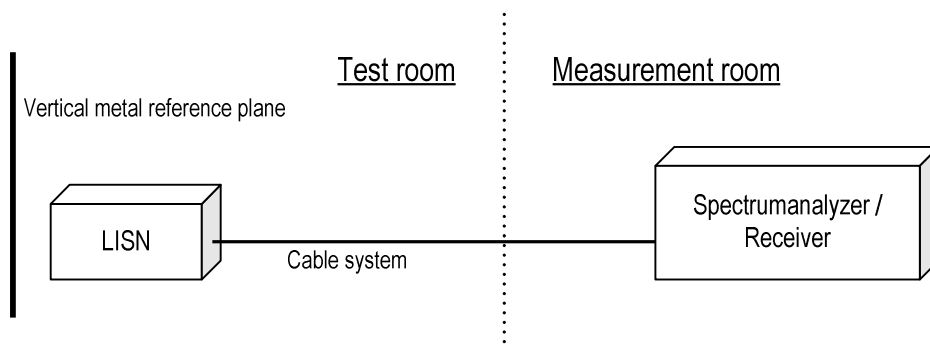 Test room
Measurement room
Vertical metal reference plane
LISN
Cable system
Spectrumanalyzer /
Receiver